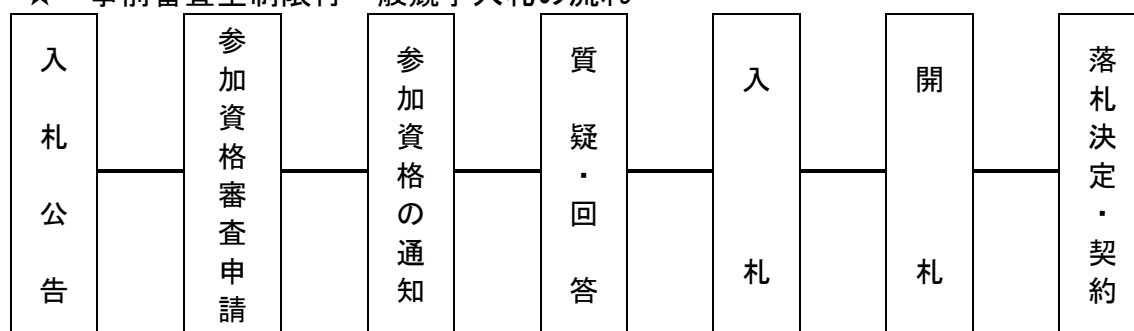 入札公告
参加資格審査申請
参加資格の通知
質疑・回答
入札
開札
落札決定・契約